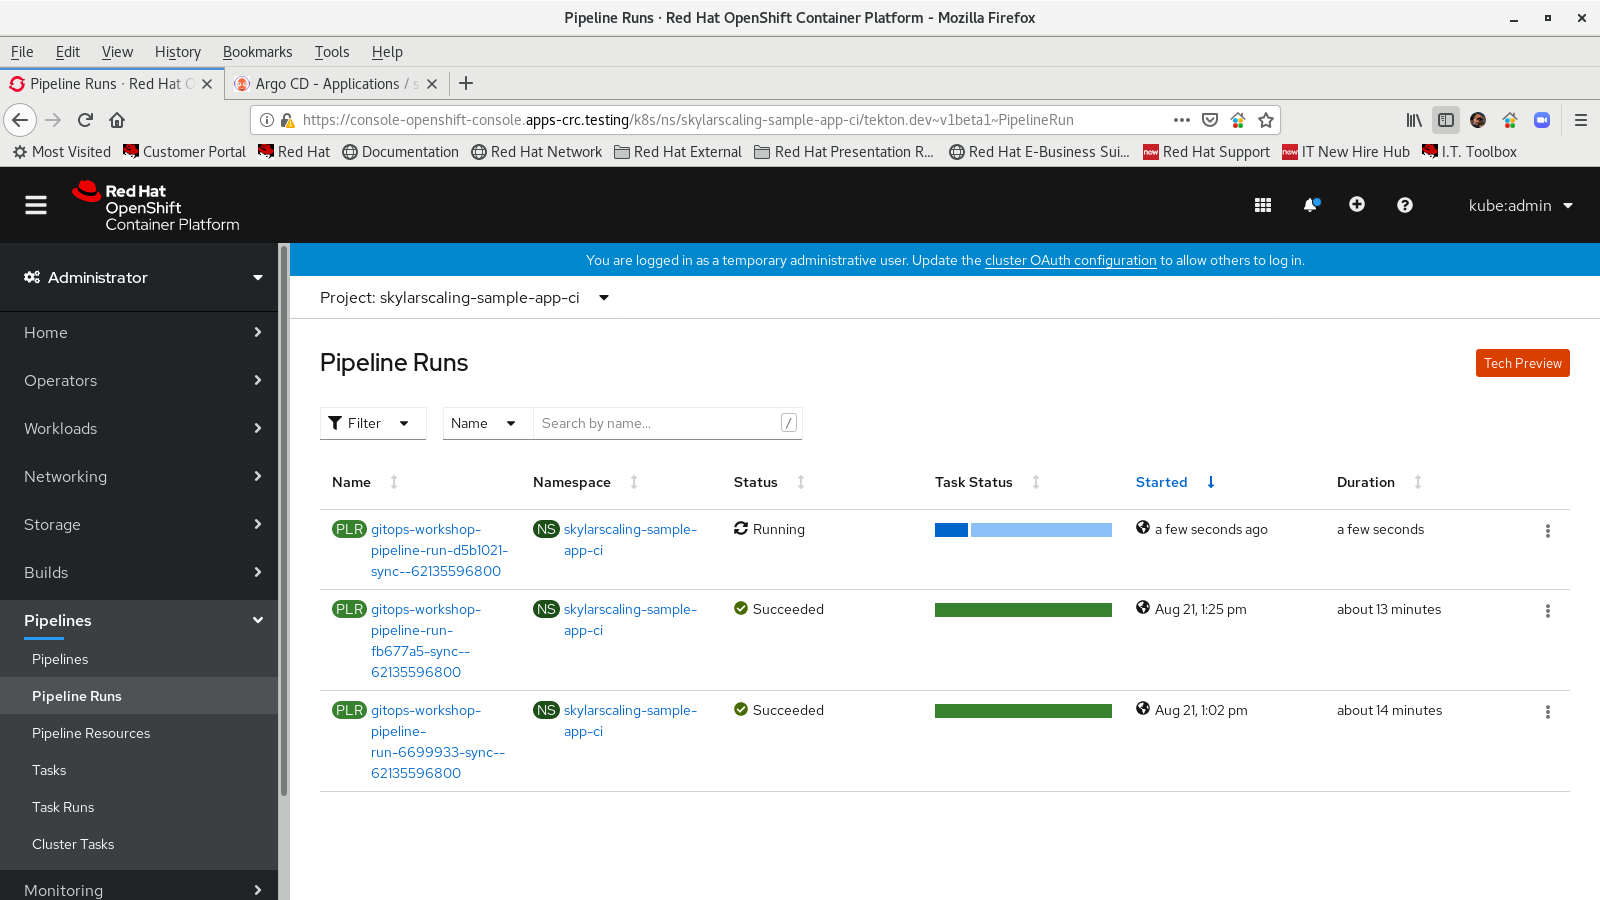 Pipeline Runs · Red Hat OpenShift Container Platform - Mozilla Firefox
File Edit View History Bookmarks Tools Help
Pipeline Runs · Red Hat O Argo CD - Applications / s
https://console-openshift-console.apps-crc.testing/k8s/ns/skylarscaling-sample-app-ci/tekton.dev~v1beta1~PipelineRun
Most Visited Customer Portal Red Hat Documentation Red Hat Network Red Hat External Red Hat Presentation R... Red Hat E-Business Sui... Red Hat Support IT New Hire Hub I.T. Toolbox
Red Hat
OpenShift
Container Platform
kube:admin
Administrator
Home
Operators
Workloads
Networking
Storage
Builds
Pipelines
Pipelines
Pipeline Runs
Pipeline Resources
Tasks
Task Runs
Cluster Tasks
Monitoring
You are logged in as a temporary administrative user. Update the cluster OAuth configuration to allow others to log in.
Project: skylarscaling-sample-app-ci
Pipeline Runs
Tech Preview
Filter Name Search by name... /
Name Namespace Status Task Status Started Duration
PLR gitops-workshop- NS skylarscaling-sample- Running a few seconds ago a few seconds
pipeline-run-d5b1021- app-ci
sync--62135596800
PLR gitops-workshop- NS skylarscaling-sample- Succeeded Aug 21, 1:25 pm about 13 minutes
pipeline-run- app-ci
fb677a5-sync--
62135596800
PLR gitops-workshop- NS skylarscaling-sample- Succeeded Aug 21, 1:02 pm about 14 minutes
pipeline- app-ci
run-6699933-sync--
62135596800